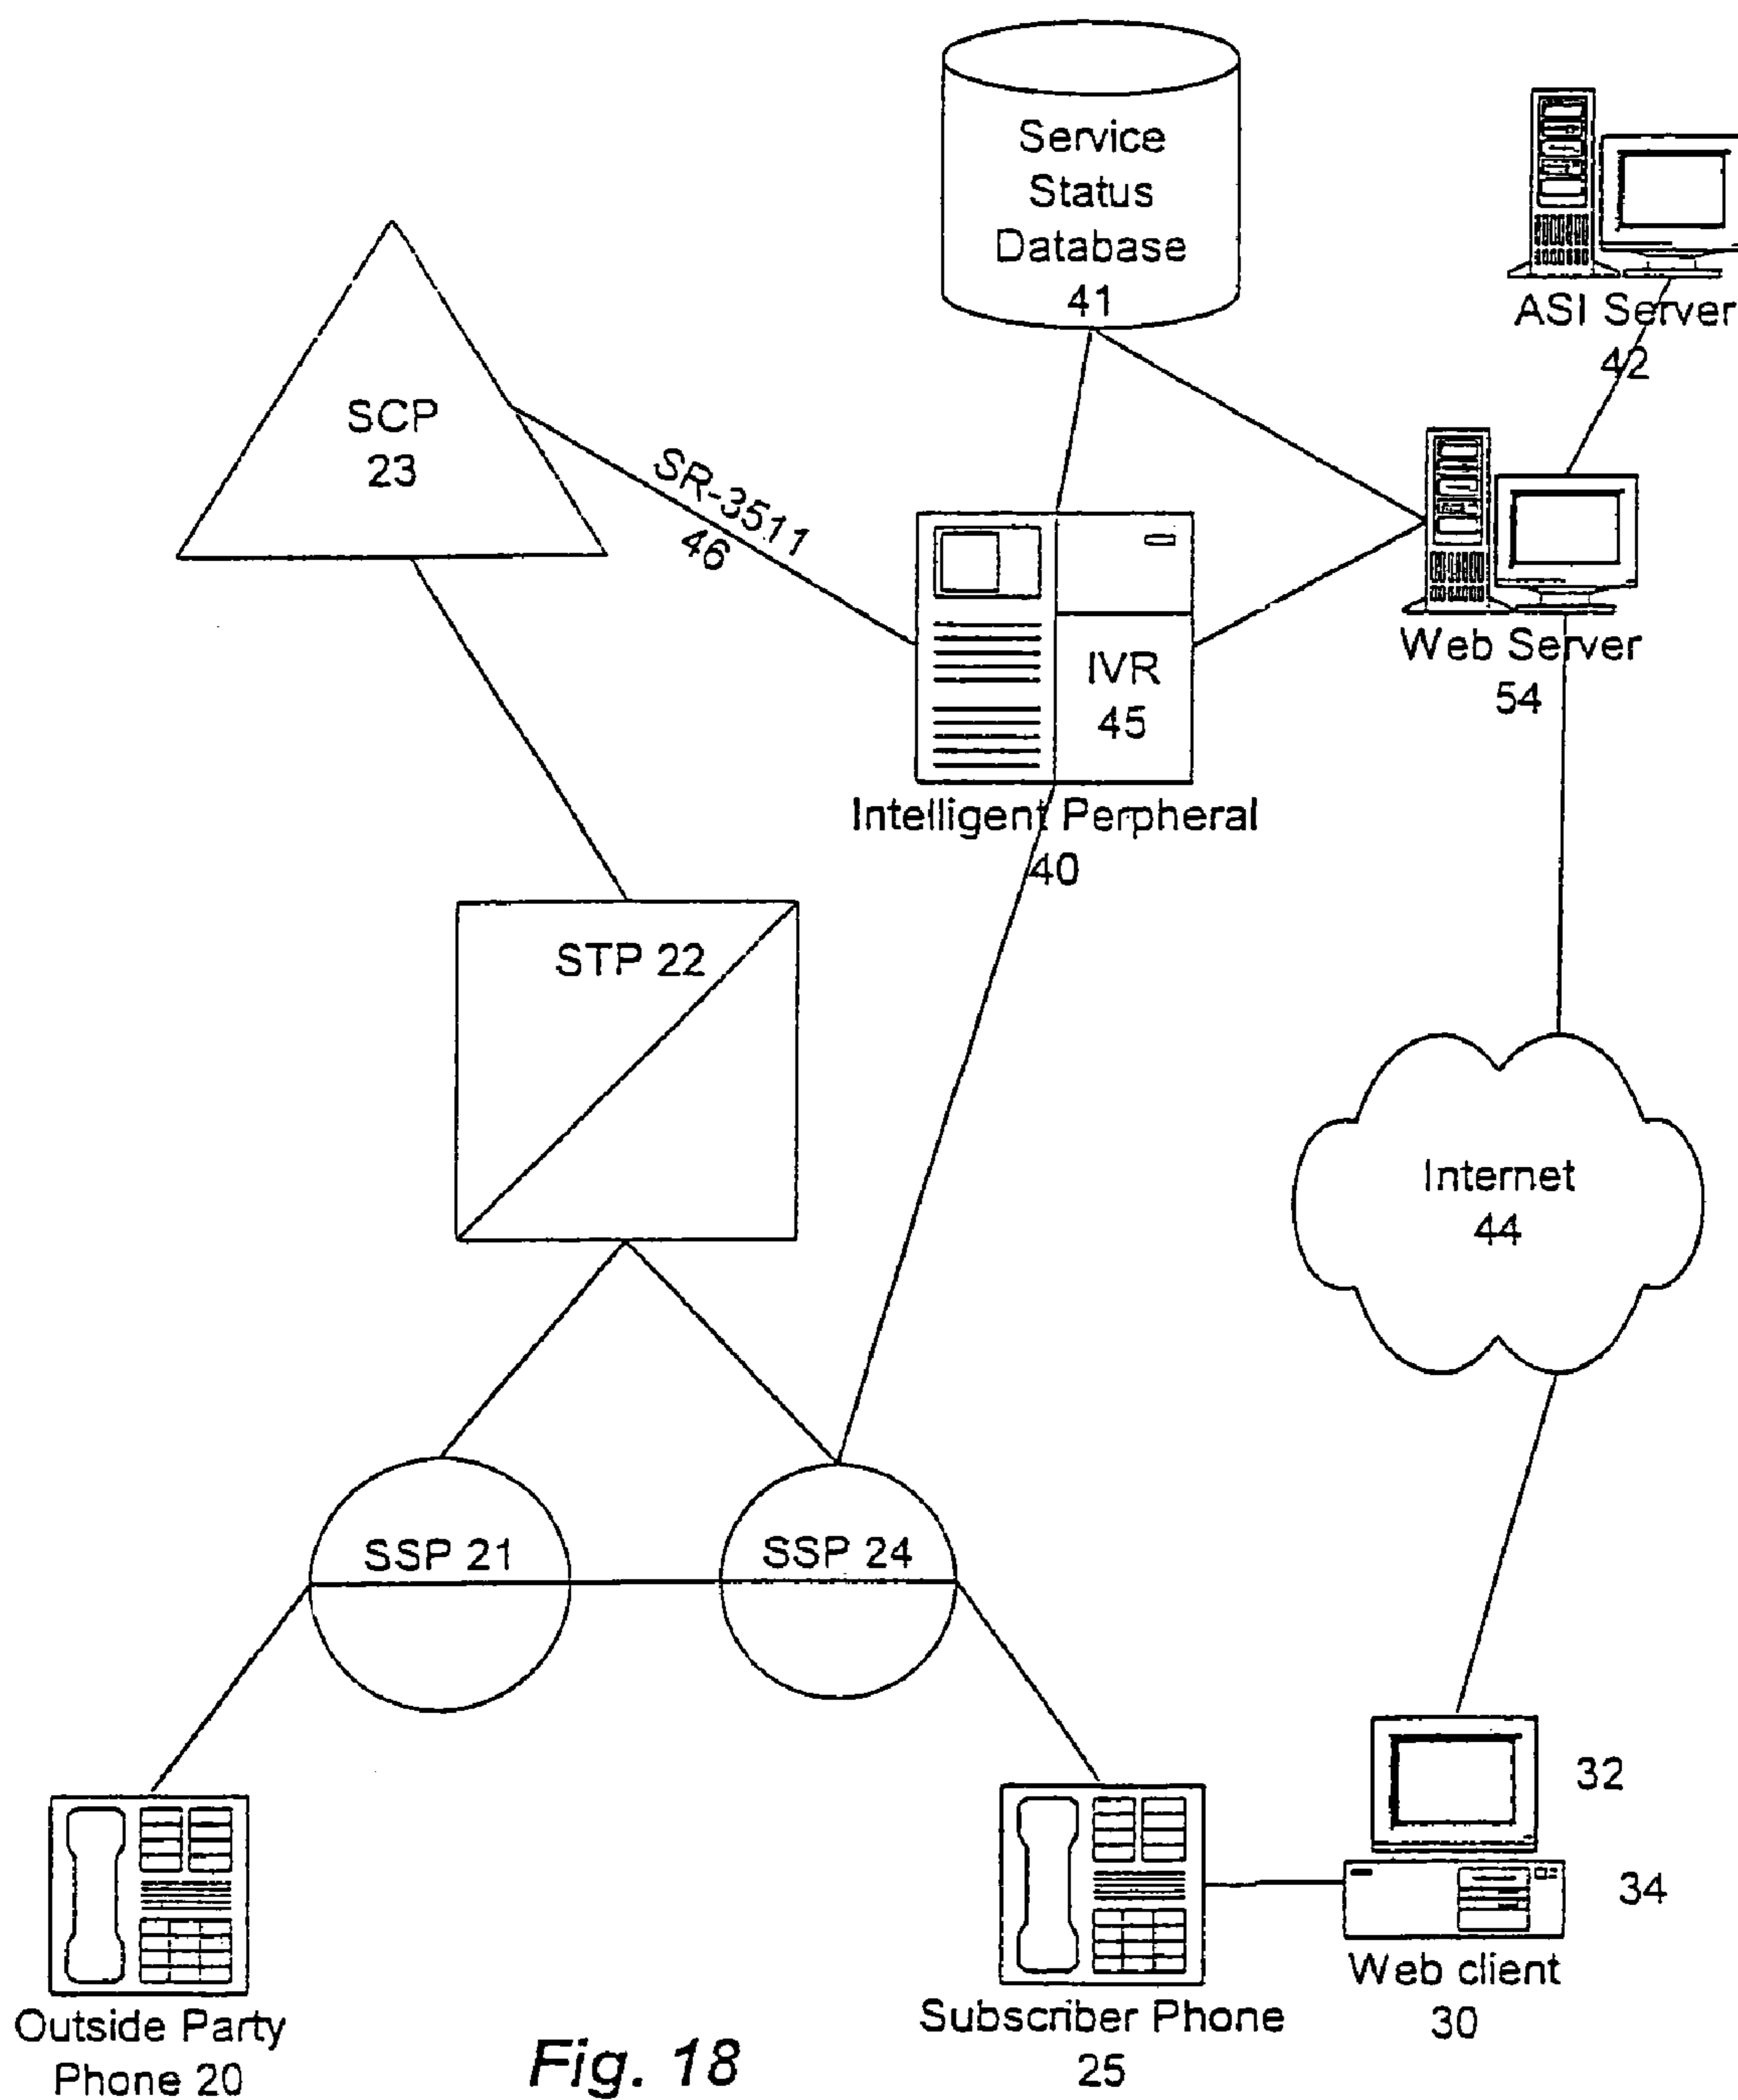 Service
Status
Database
41
ASI Server
42
SCP
23
SR-3511
46
IVR
45
Web Server
54
Intelligent Perpheral
40
STP 22
Internet
44
SSP 21
SSP 24
32
34
Web client
30
Outside Party
Phone 20
Subscriber Phone
25
Fig. 18